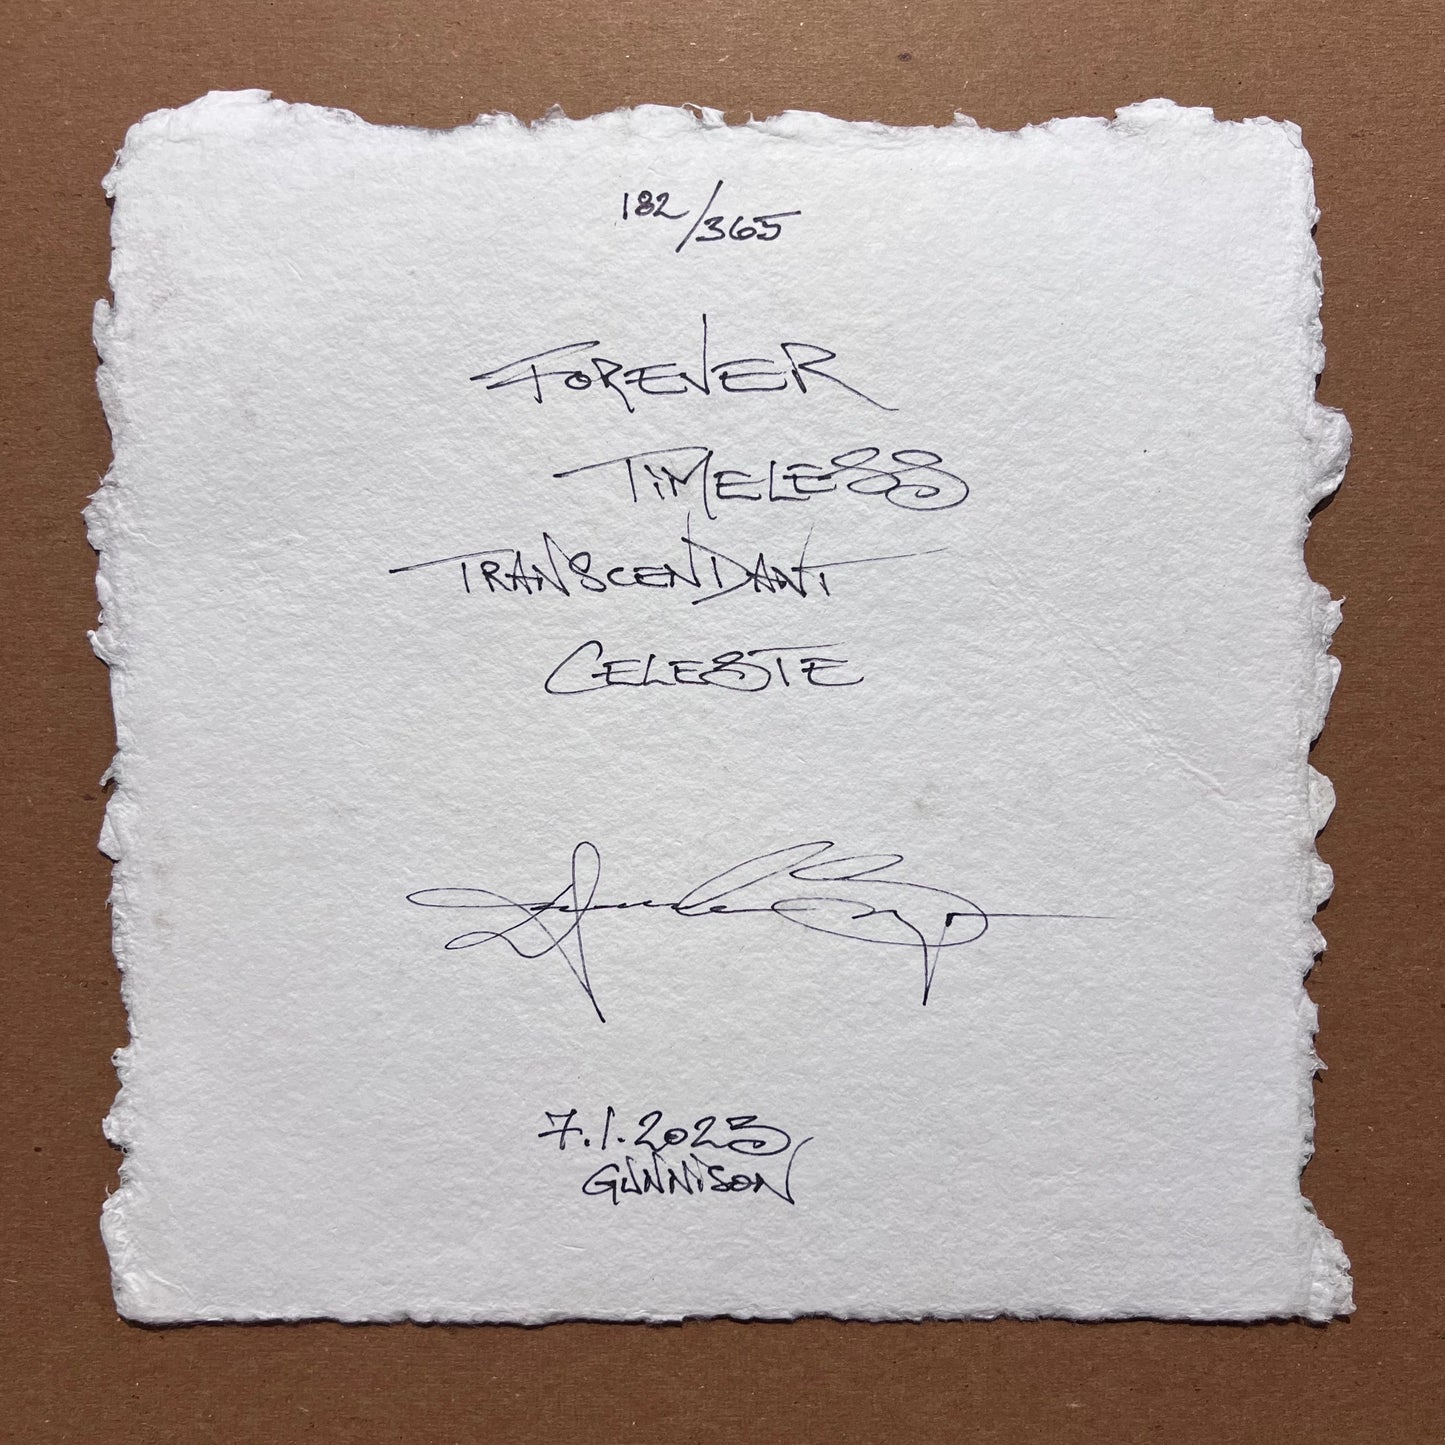 182/365
FOREVER
TIMELESS
TRANSCENDANT
CELESTE
7.1.2023
GUNNISON